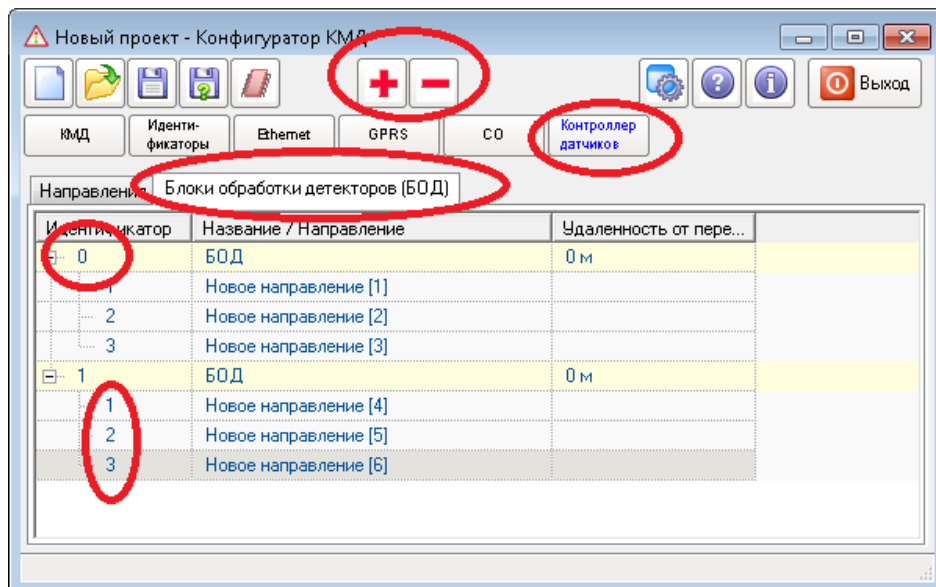 Новый проект - Конфигуратор КМД
Выход
КМД
Иденти-
фикаторы
Ethernet
GPRS
СО
Контроллер
датчиков
Направления
Блоки обработки детекторов (БОД)
Идентификатор Название / Направление Удаленность от пере...
0 БОД 0 м
1 Новое направление [1]
2 Новое направление [2]
3 Новое направление [3]
1 БОД 0 м
1 Новое направление [4]
2 Новое направление [5]
3 Новое направление [6]